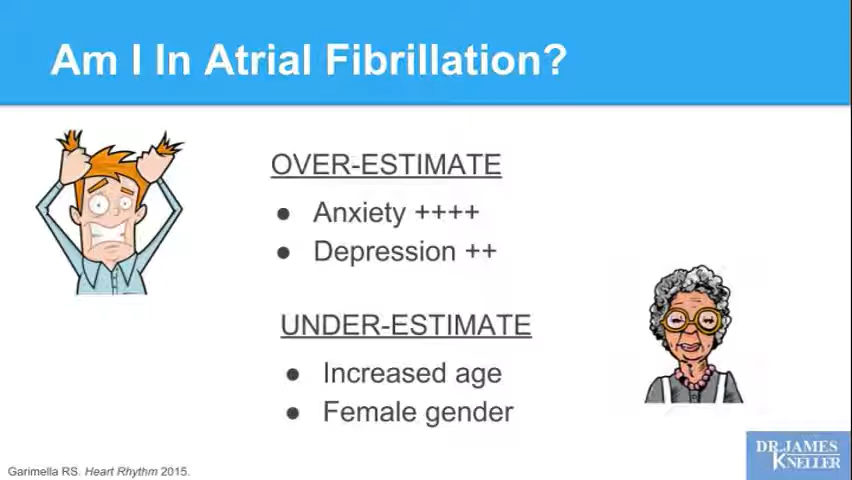 Am I In Atrial Fibrillation?
OVER-ESTIMATE
● Anxiety ++++
● Depression ++
UNDER-ESTIMATE
● Increased age
● Female gender
Garimella RS. Heart Rhythm 2015.
DR.JAMES
KNELLER